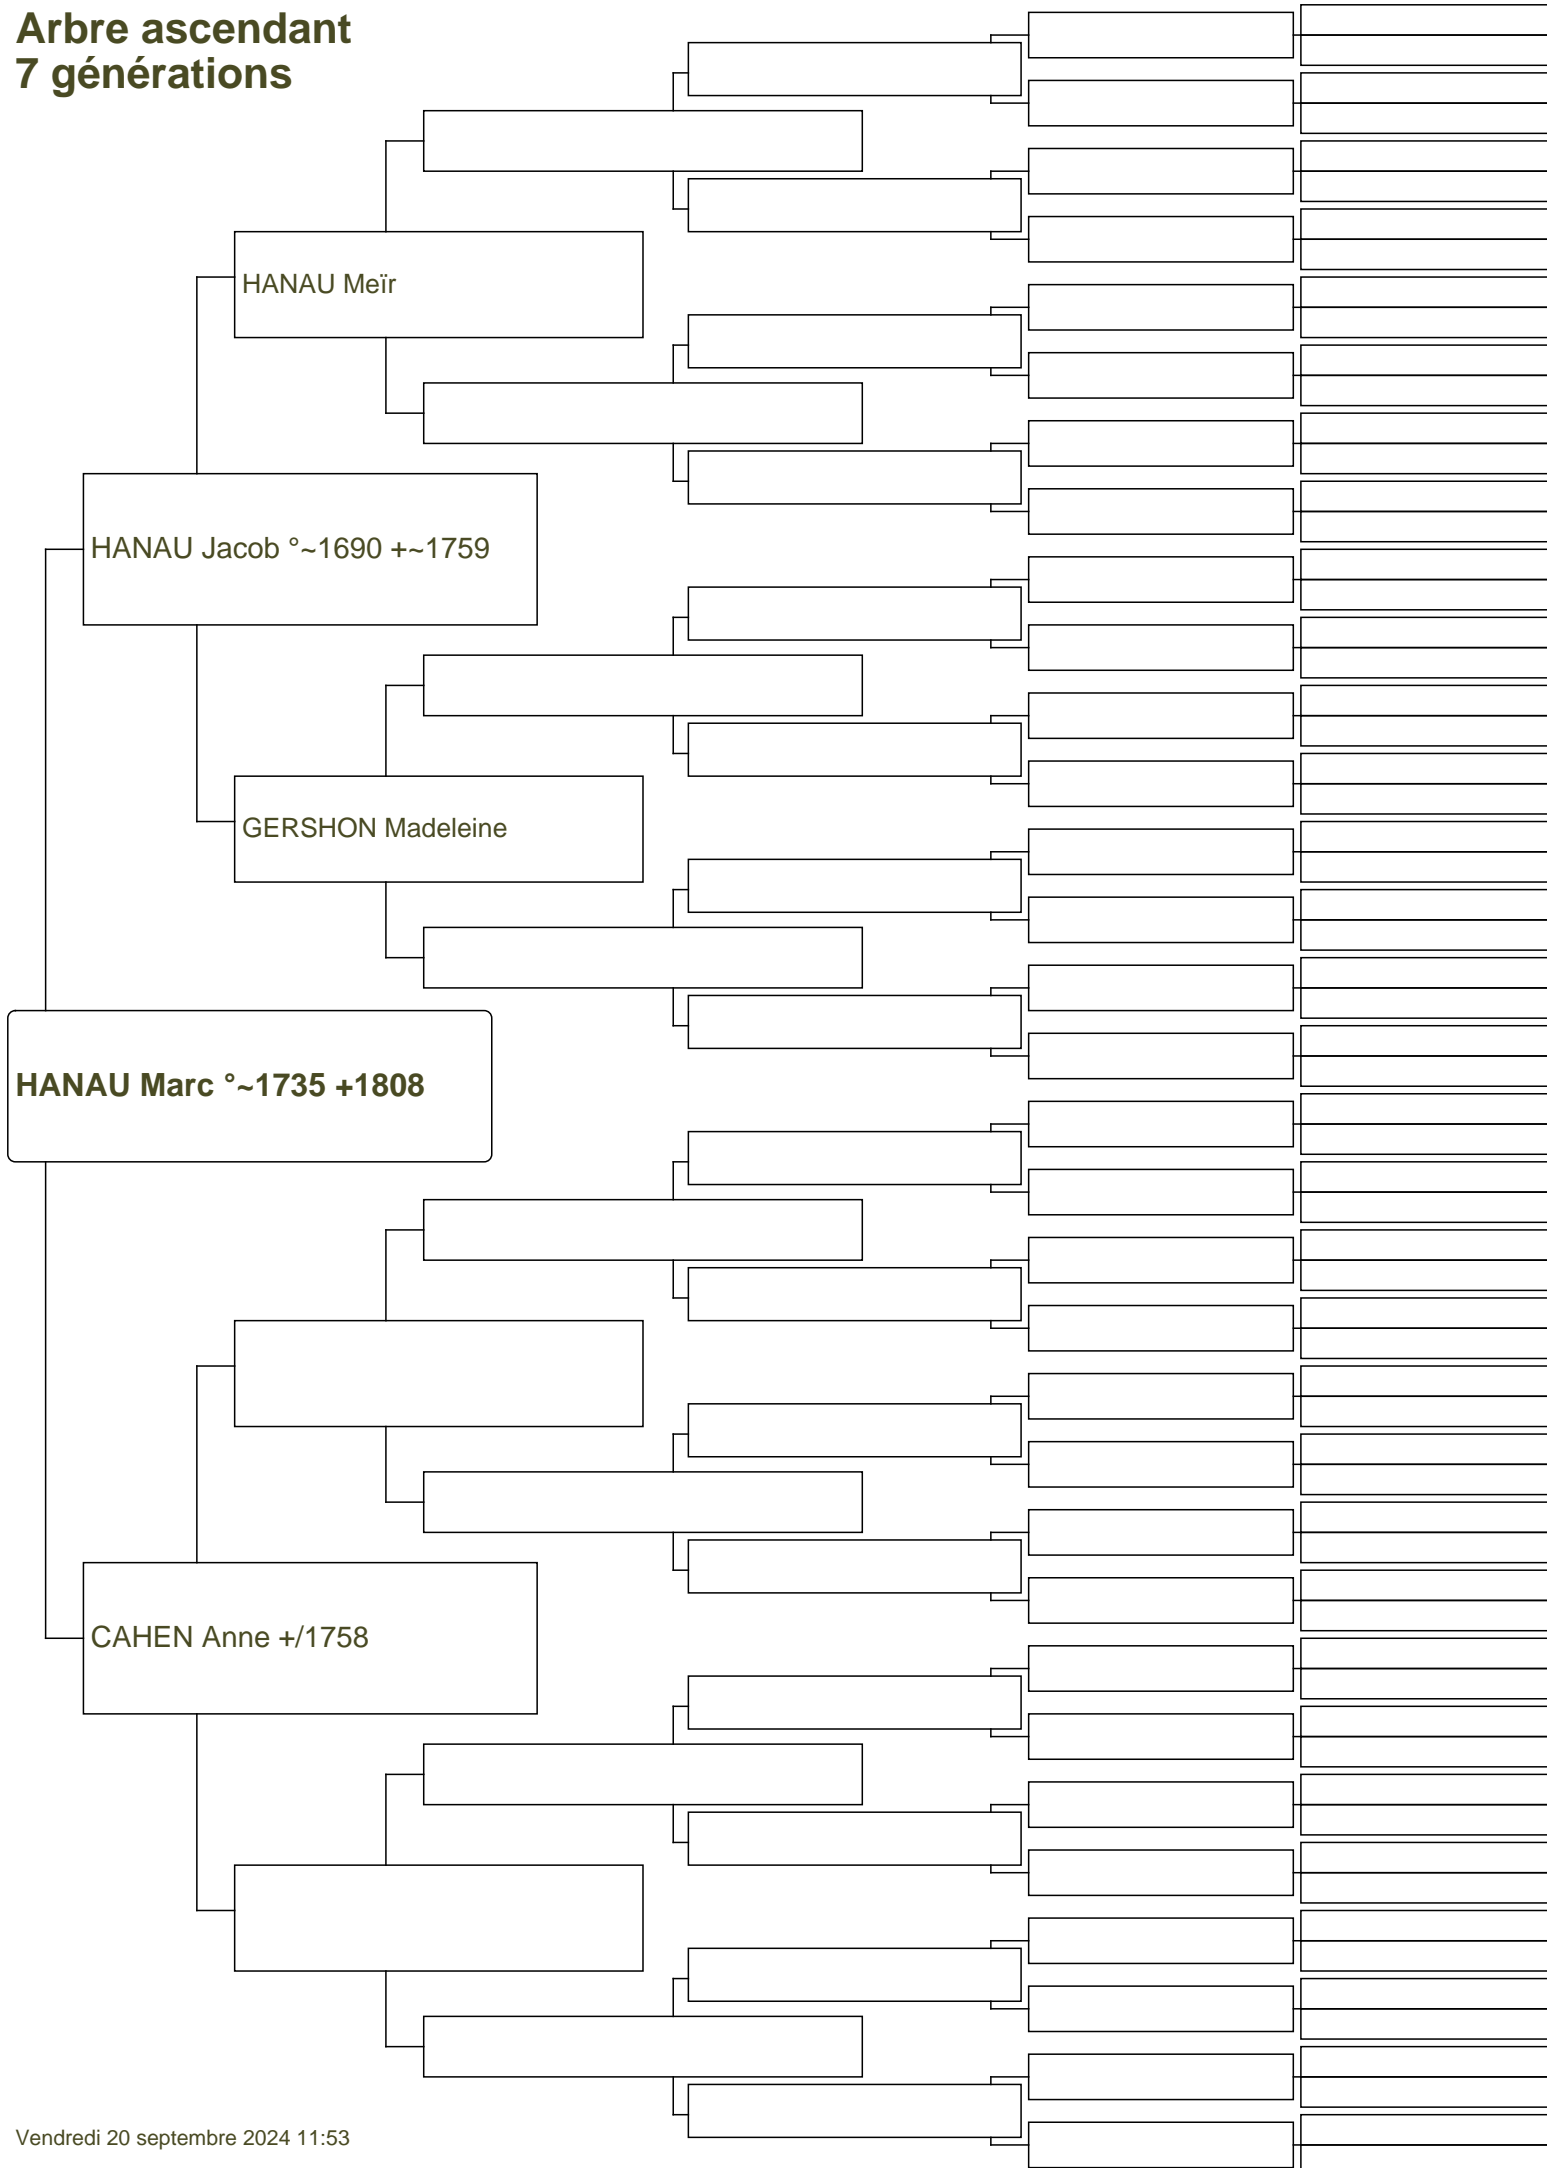 Arbre ascendant
7 générations
HANAU Meïr
HANAU Jacob °~1690 +~1759
GERSHON Madeleine
HANAU Marc °~1735 +1808
CAHEN Anne +/1758
Vendredi 20 septembre 2024 11:53